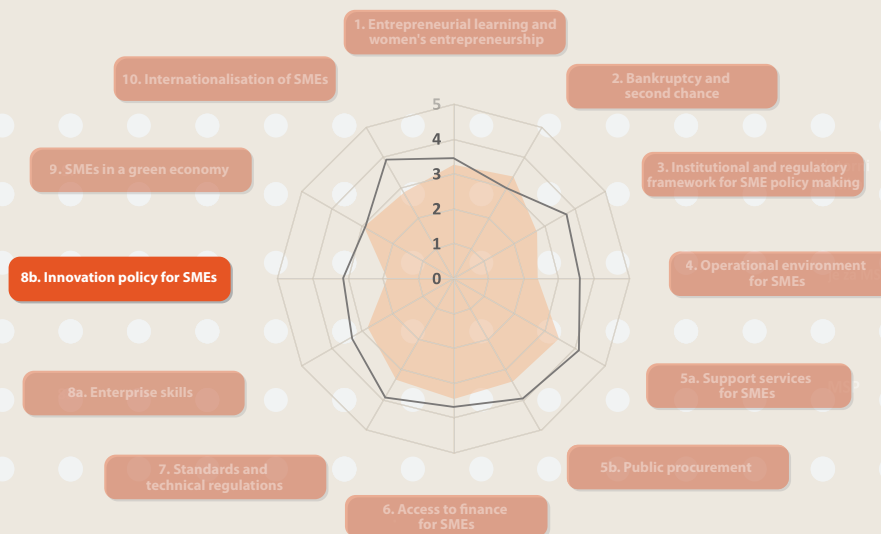 1. Entrepreneurial learning and
women's entrepreneurship
10. Internationalisation of SMEs
2. Bankruptcy and
second chance
9. SMEs in a green economy
3. Institutional and regulatory
framework for SME policy making
8b. Innovation policy for SMEs
4. Operational environment
for SMEs
8a. Enterprise skills
5a. Support services
for SMEs
7. Standards and
technical regulations
5b. Public procurement
6. Access to finance
for SMEs
5
4
3
2
1
0